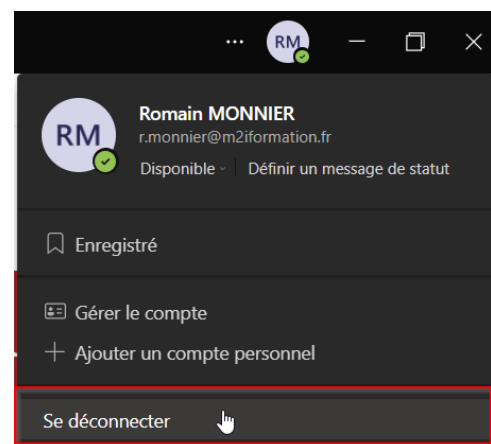 ... RM
RM
Romain MONNIER
r.monnier@m2iformation.fr
Disponible Définir un message de statut
Enregistré
Gérer le compte
Ajouter un compte personnel
Se déconnecter